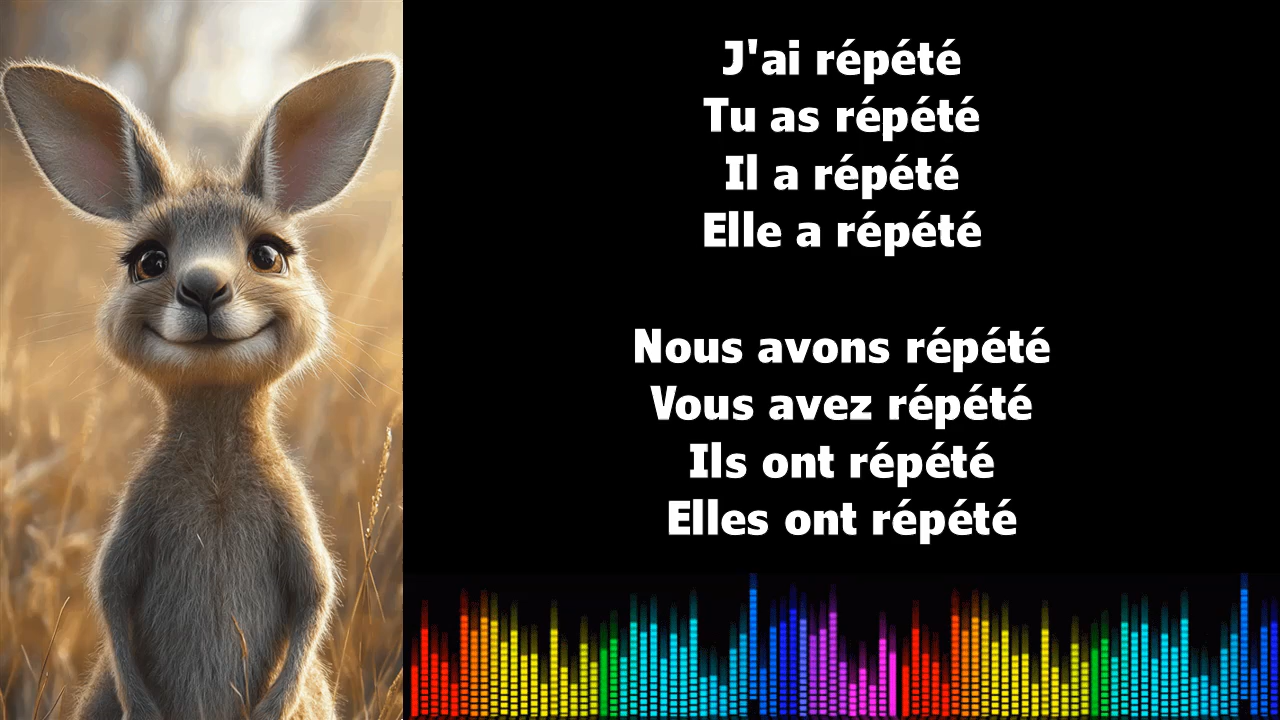 J'ai répété
Tu as répété
Il a répété
Elle a répété
Nous avons répété
Vous avez répété
Ils ont répété
Elles ont répété